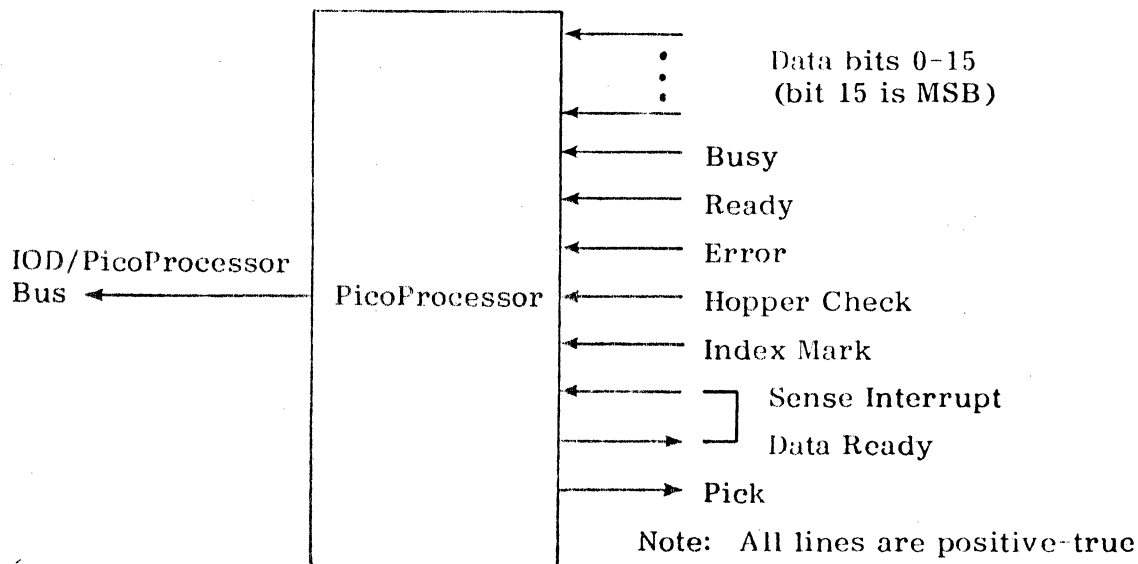 Data bits 0-15
(bit 15 is MSB)
Busy
Ready
Error
IOD/PicoProcessor
Bus
PicoProcessor
Hopper Check
Index Mark
Sense Interrupt
Data Ready
Pick
Note: All lines are positive-true